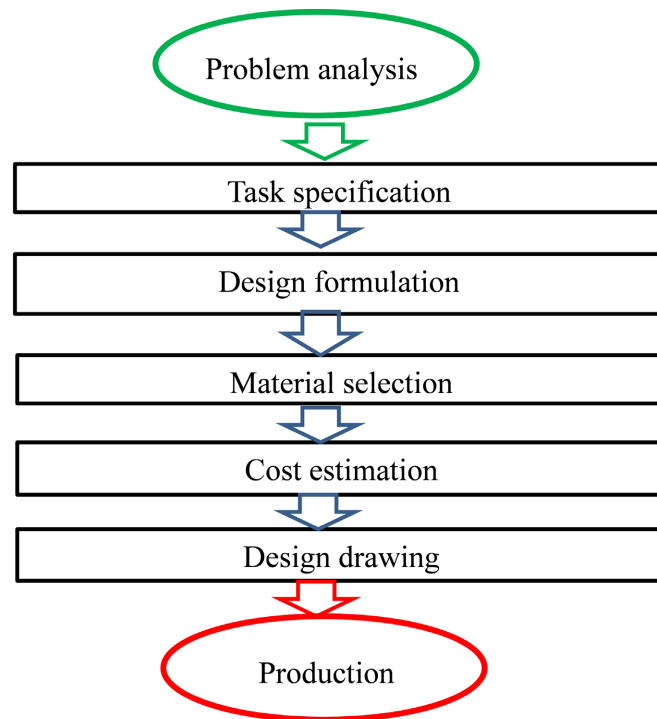 Problem analysis
Task specification
Design formulation
Material selection
Cost estimation
Design drawing
Production